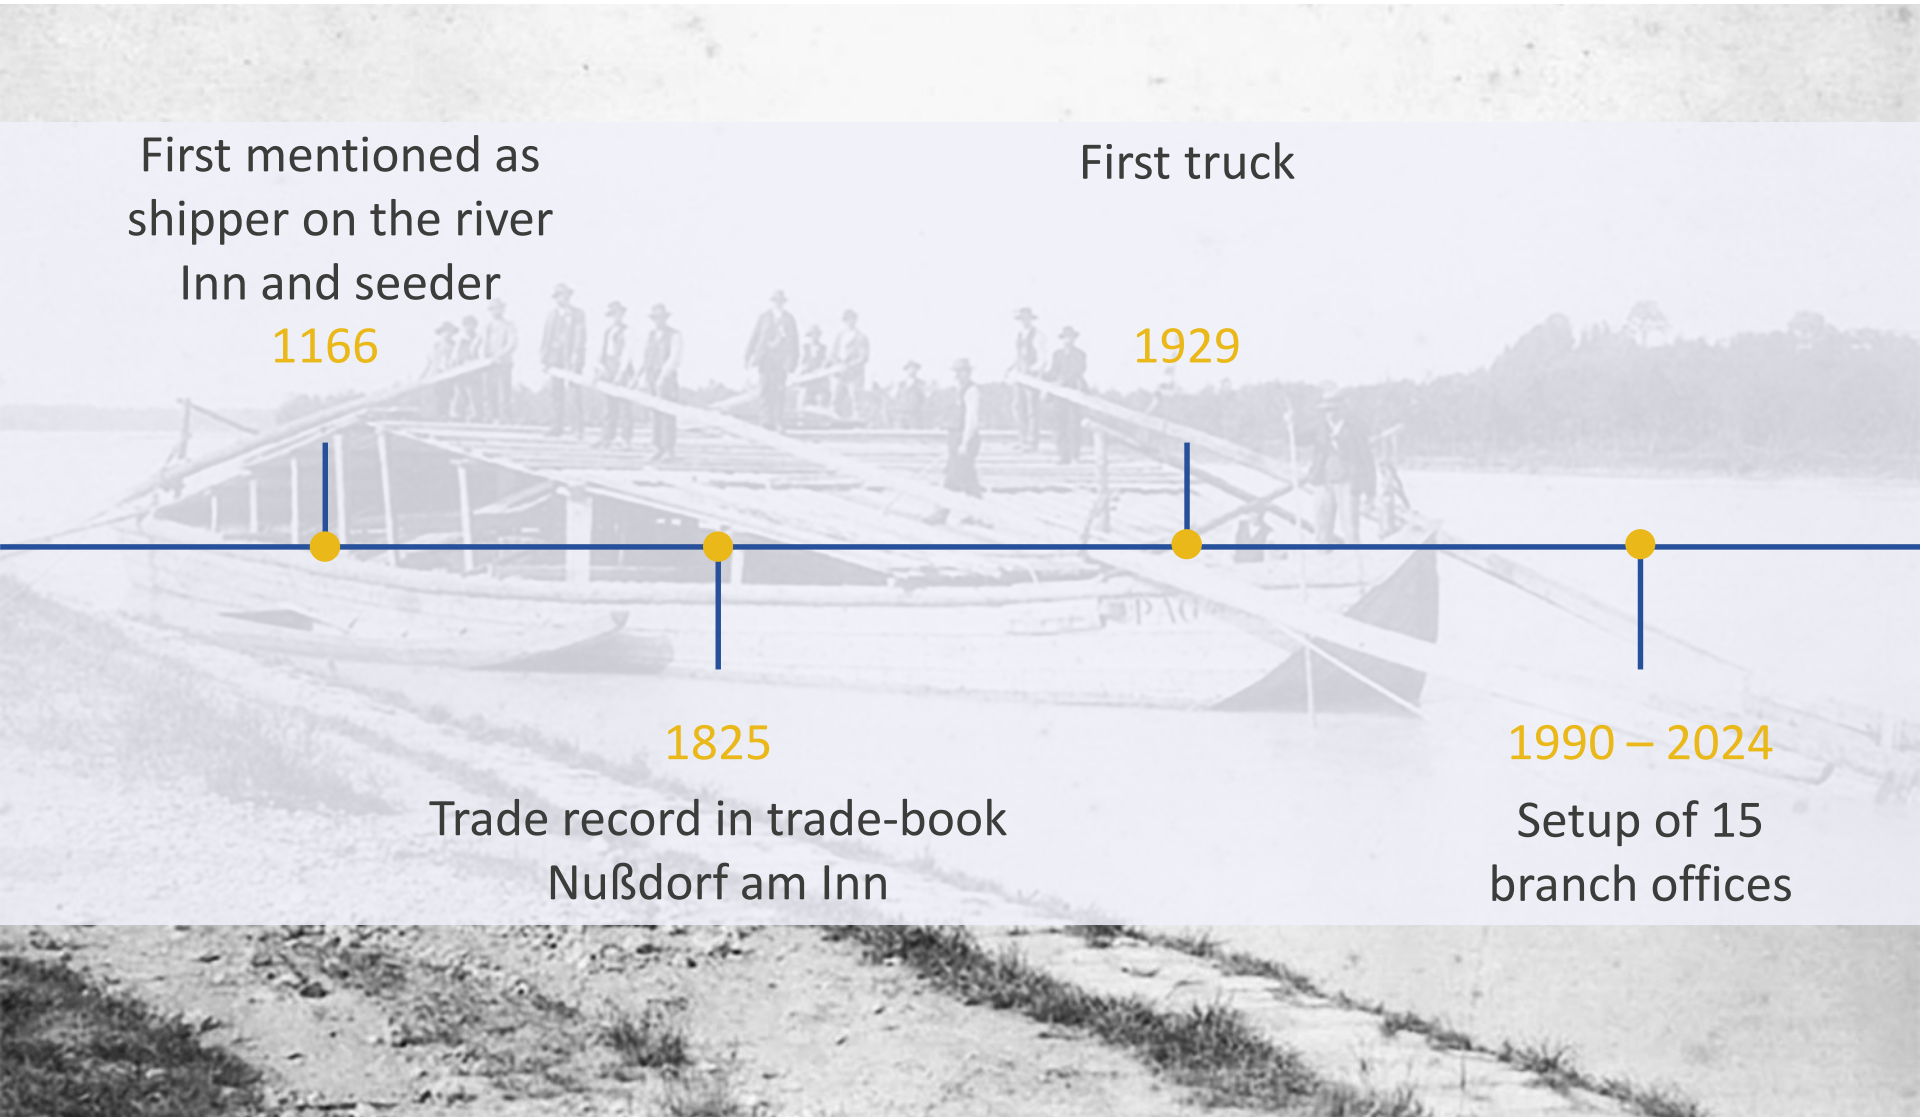 First mentioned as
shipper on the river
Inn and seeder
1166
First truck
1929
1825
Trade record in trade-book
Nußdorf am Inn
1990 – 2024
Setup of 15
branch offices